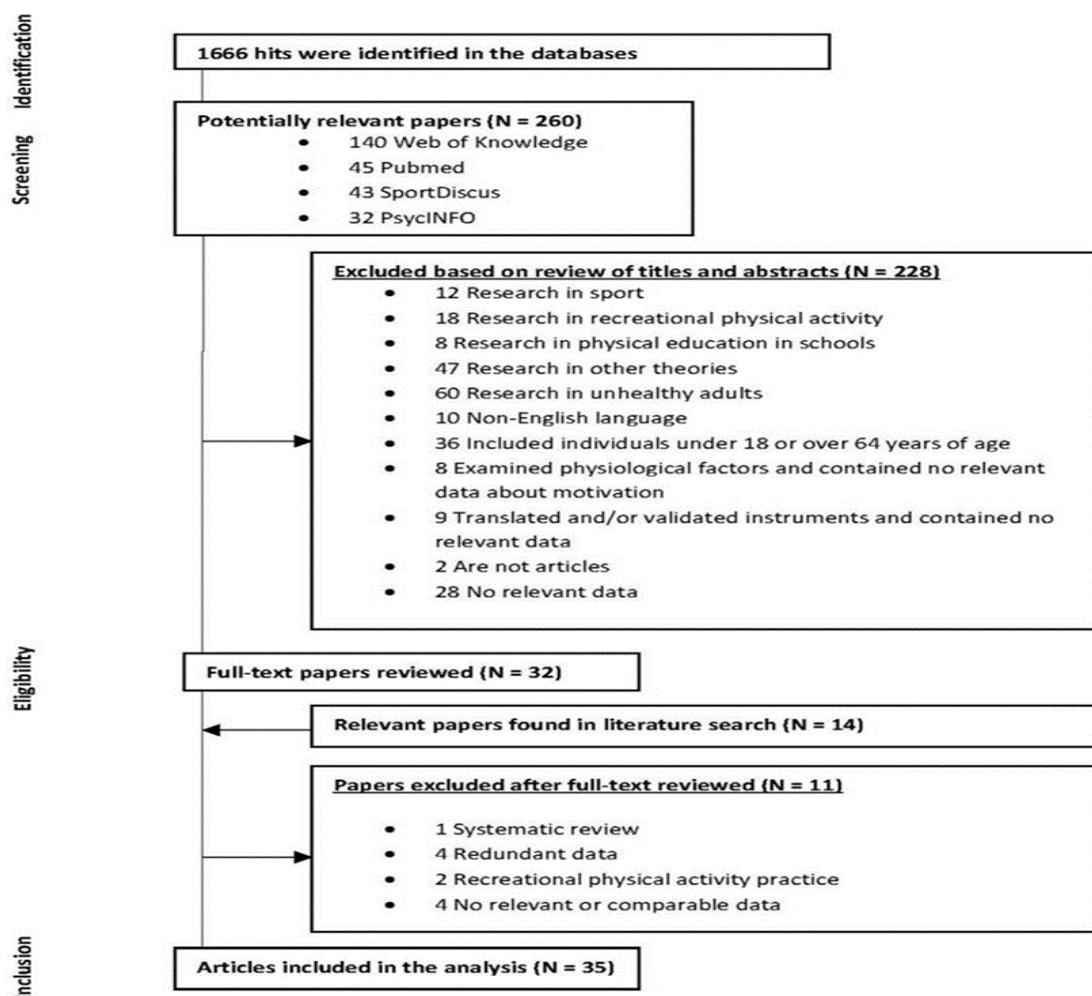 Identification
1666 hits were identified in the databases
Screening
Potentially relevant papers (N = 260)
• 140 Web of Knowledge
• 45 Pubmed
• 43 SportDiscus
• 32 PsycINFO
Excluded based on review of titles and abstracts (N = 228)
• 12 Research in sport
• 18 Research in recreational physical activity
• 8 Research in physical education in schools
• 47 Research in other theories
• 60 Research in unhealthy adults
• 10 Non-English language
• 36 Included individuals under 18 or over 64 years of age
• 8 Examined physiological factors and contained no relevant
data about motivation
• 9 Translated and/or validated instruments and contained no
relevant data
• 2 Are not articles
• 28 No relevant data
Eligibility
Full-text papers reviewed (N = 32)
Relevant papers found in literature search (N = 14)
Papers excluded after full-text reviewed (N = 11)
• 1 Systematic review
• 4 Redundant data
• 2 Recreational physical activity practice
• 4 No relevant or comparable data
Inclusion
Articles included in the analysis (N = 35)